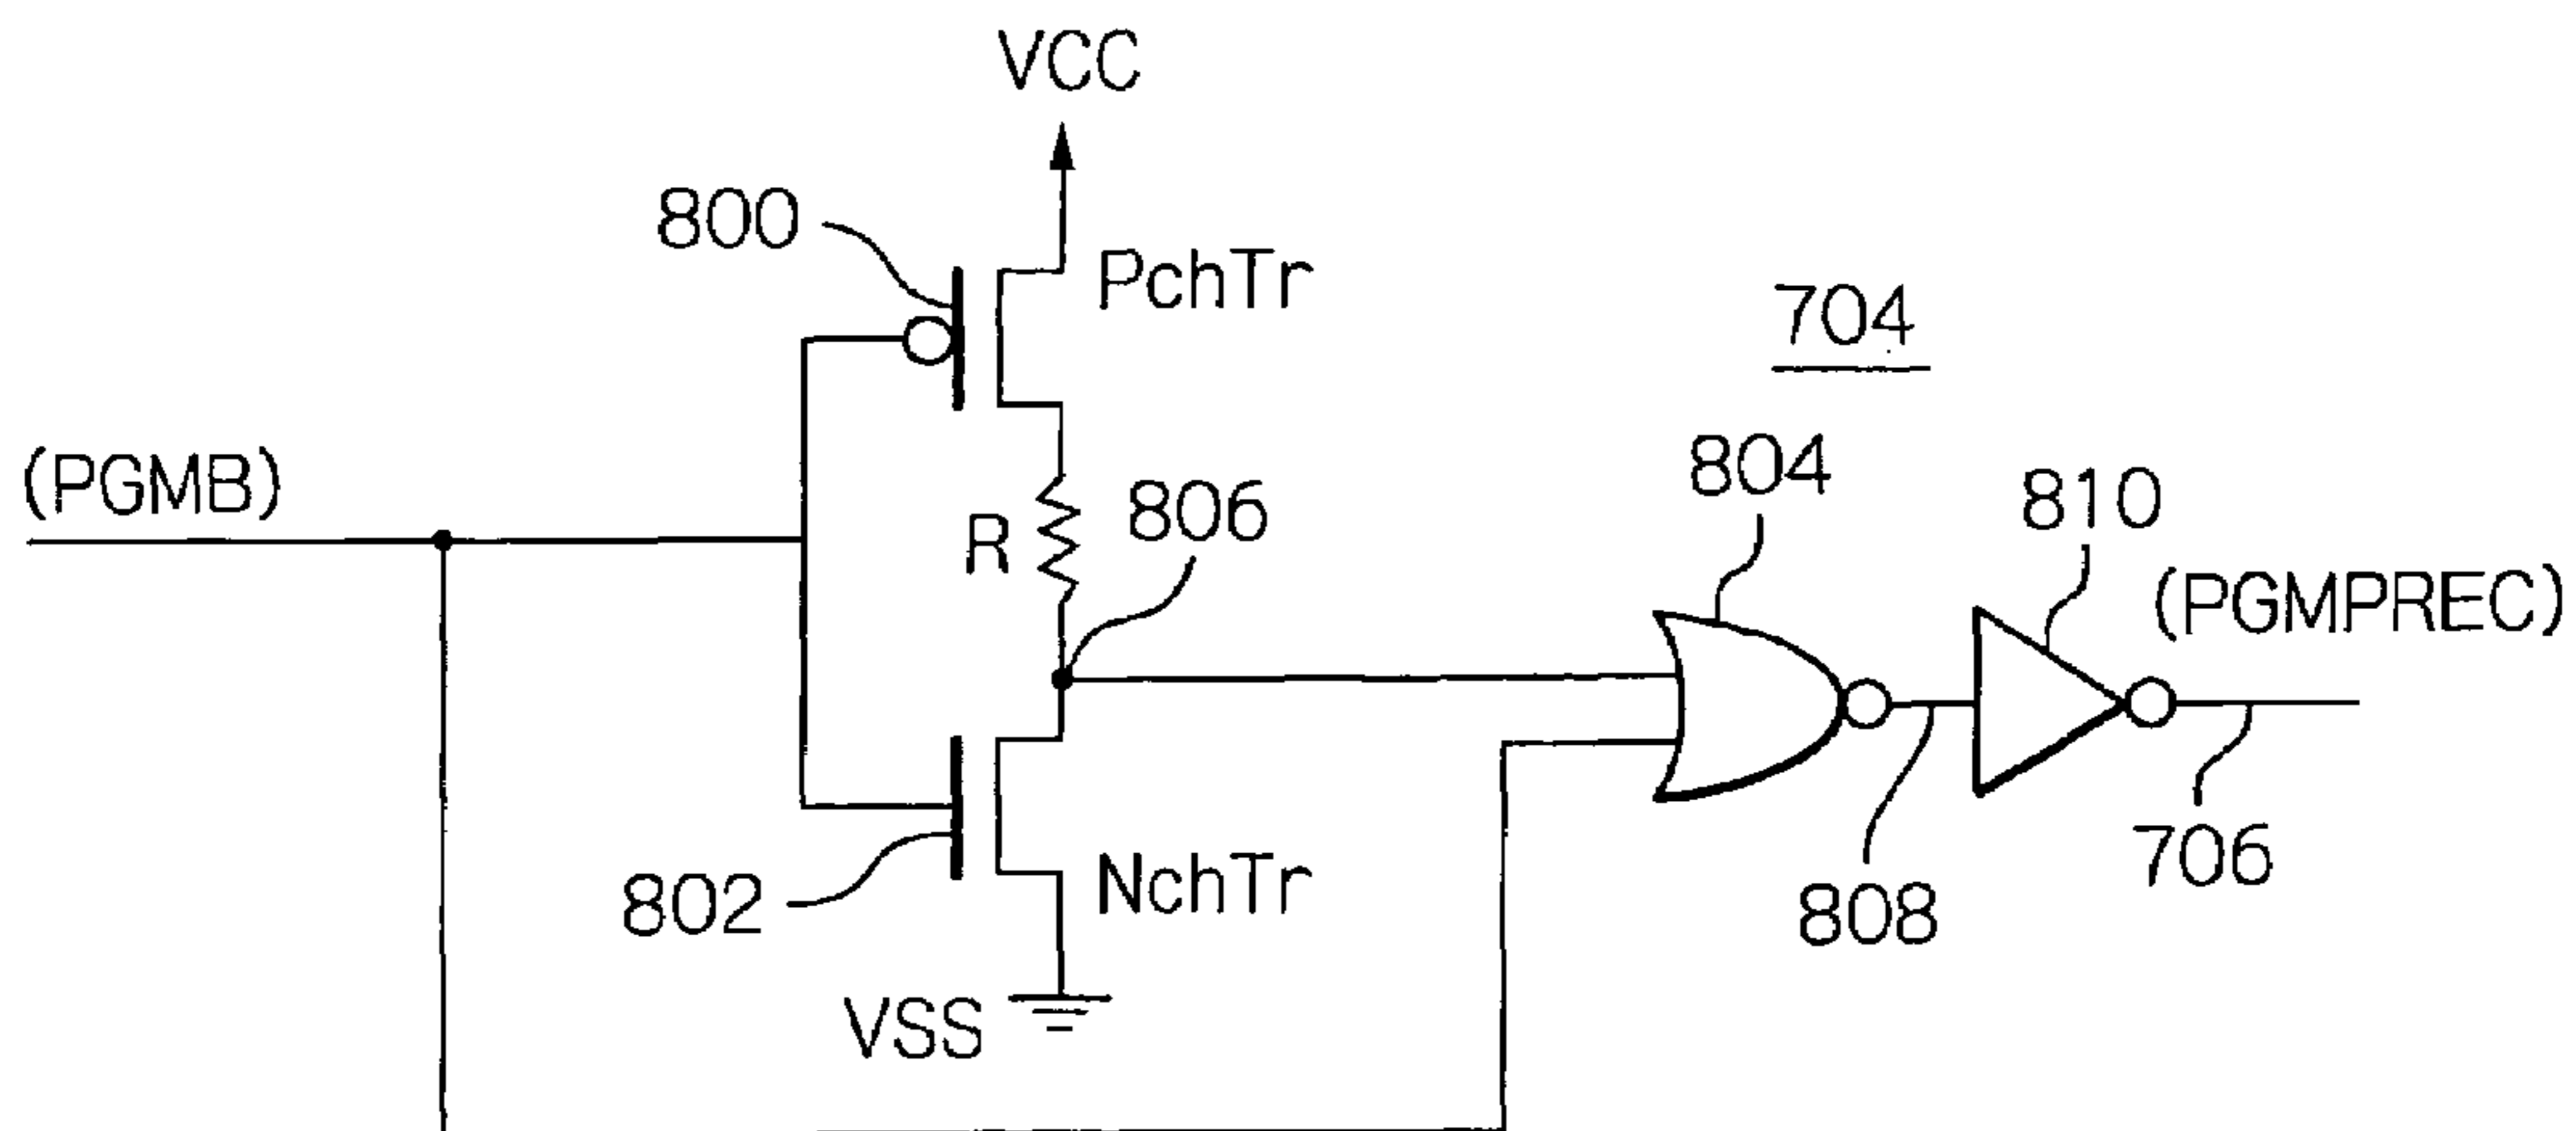 VCC
800
PchTr
704
(PGMB)
R
806
804
810
(PGMPREC)
802
NchTr
808
706
VSS